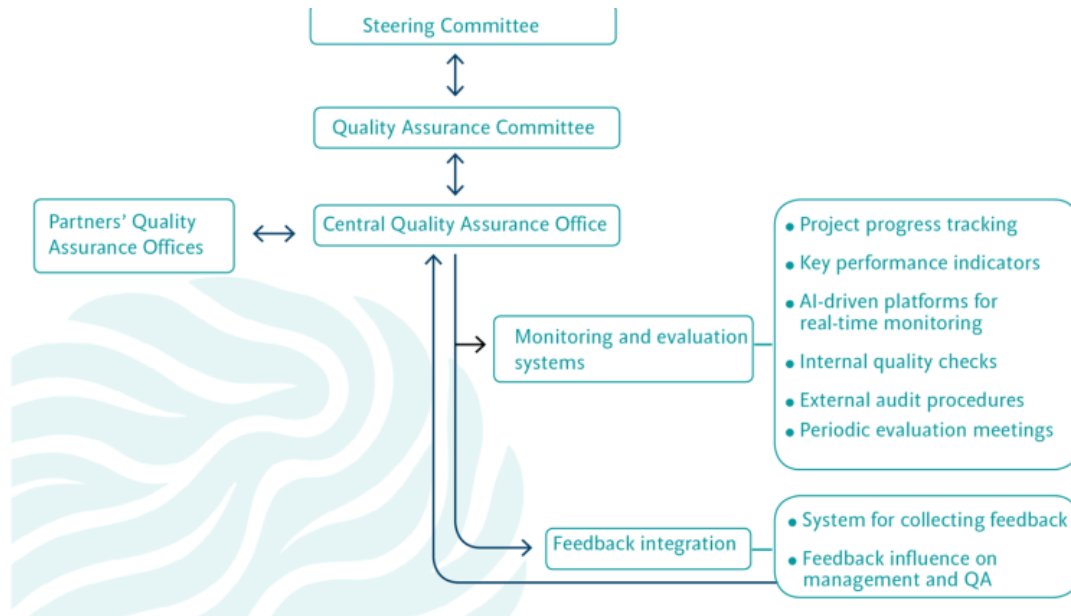 Steering Committee
Quality Assurance Committee
Partners’ Quality
Assurance Offices
Central Quality Assurance Office
Monitoring and evaluation
systems
• Project progress tracking
• Key performance indicators
• AI-driven platforms for
real-time monitoring
• Internal quality checks
• External audit procedures
• Periodic evaluation meetings
Feedback integration
• System for collecting feedback
• Feedback influence on
management and QA